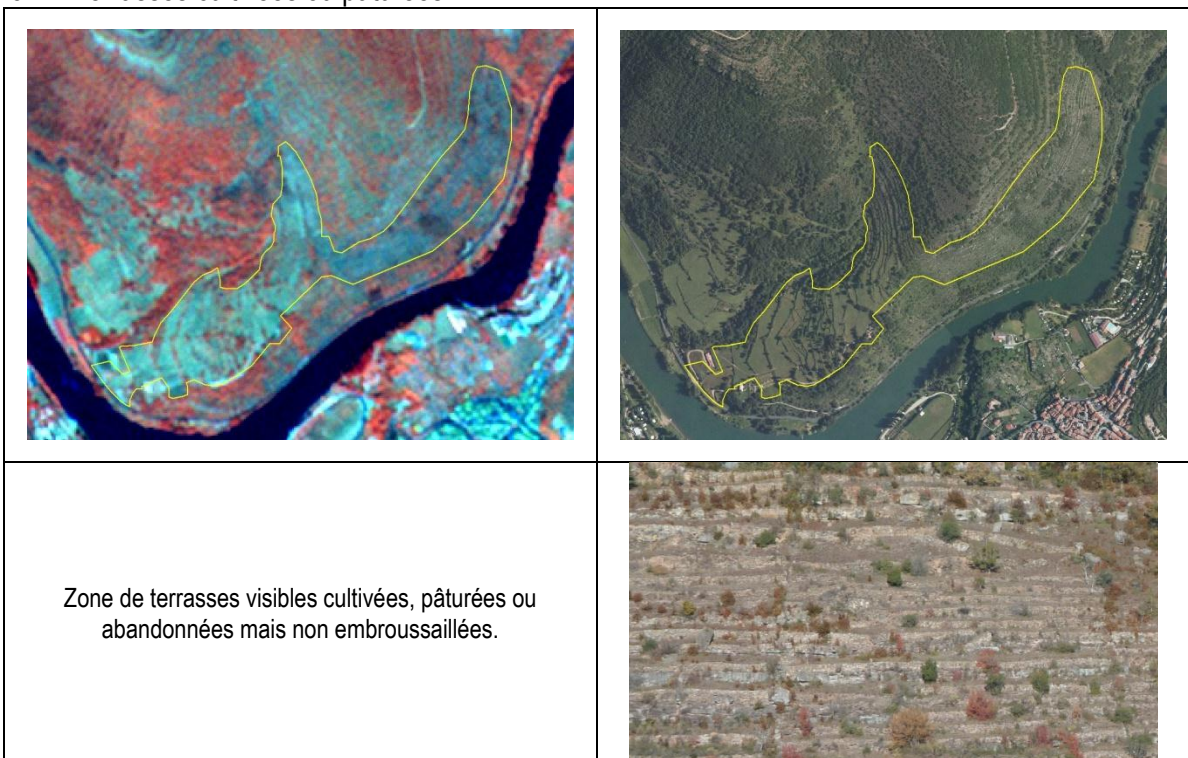 Zone de terrasses visibles cultivées, pâturées ou
abandonnées mais non embroussaillées.